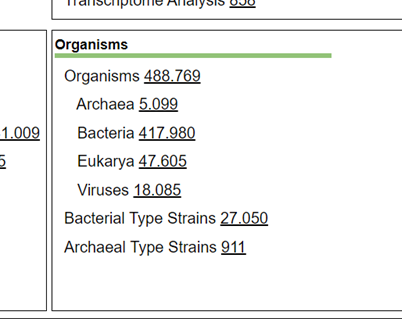 Transcriptome Analysis 858
Organisms
Organisms 488.769
1.009
Archaea 5.099
Bacteria 417.980
5
Eukarya 47.605
Viruses 18.085
Bacterial Type Strains 27.050
Archaeal Type Strains 911